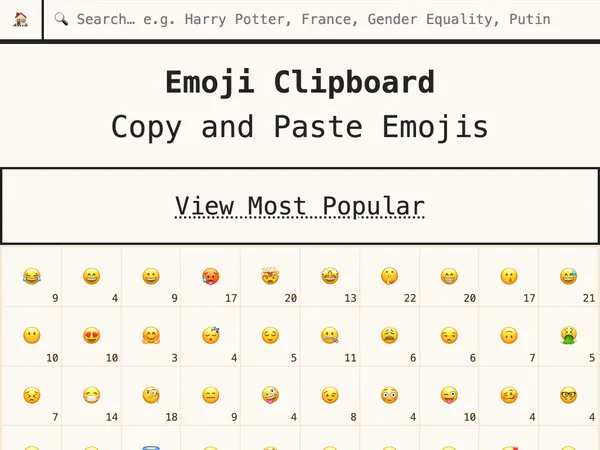 Search… e.g. Harry Potter, France, Gender Equality, Putin
Emoji Clipboard
Copy and Paste Emojis
View Most Popular
9 4 9 17 20 13 22 20 17 21
10 10 3 4 5 11 6 6 7 5
7 14 18 9 4 8 4 10 4 4